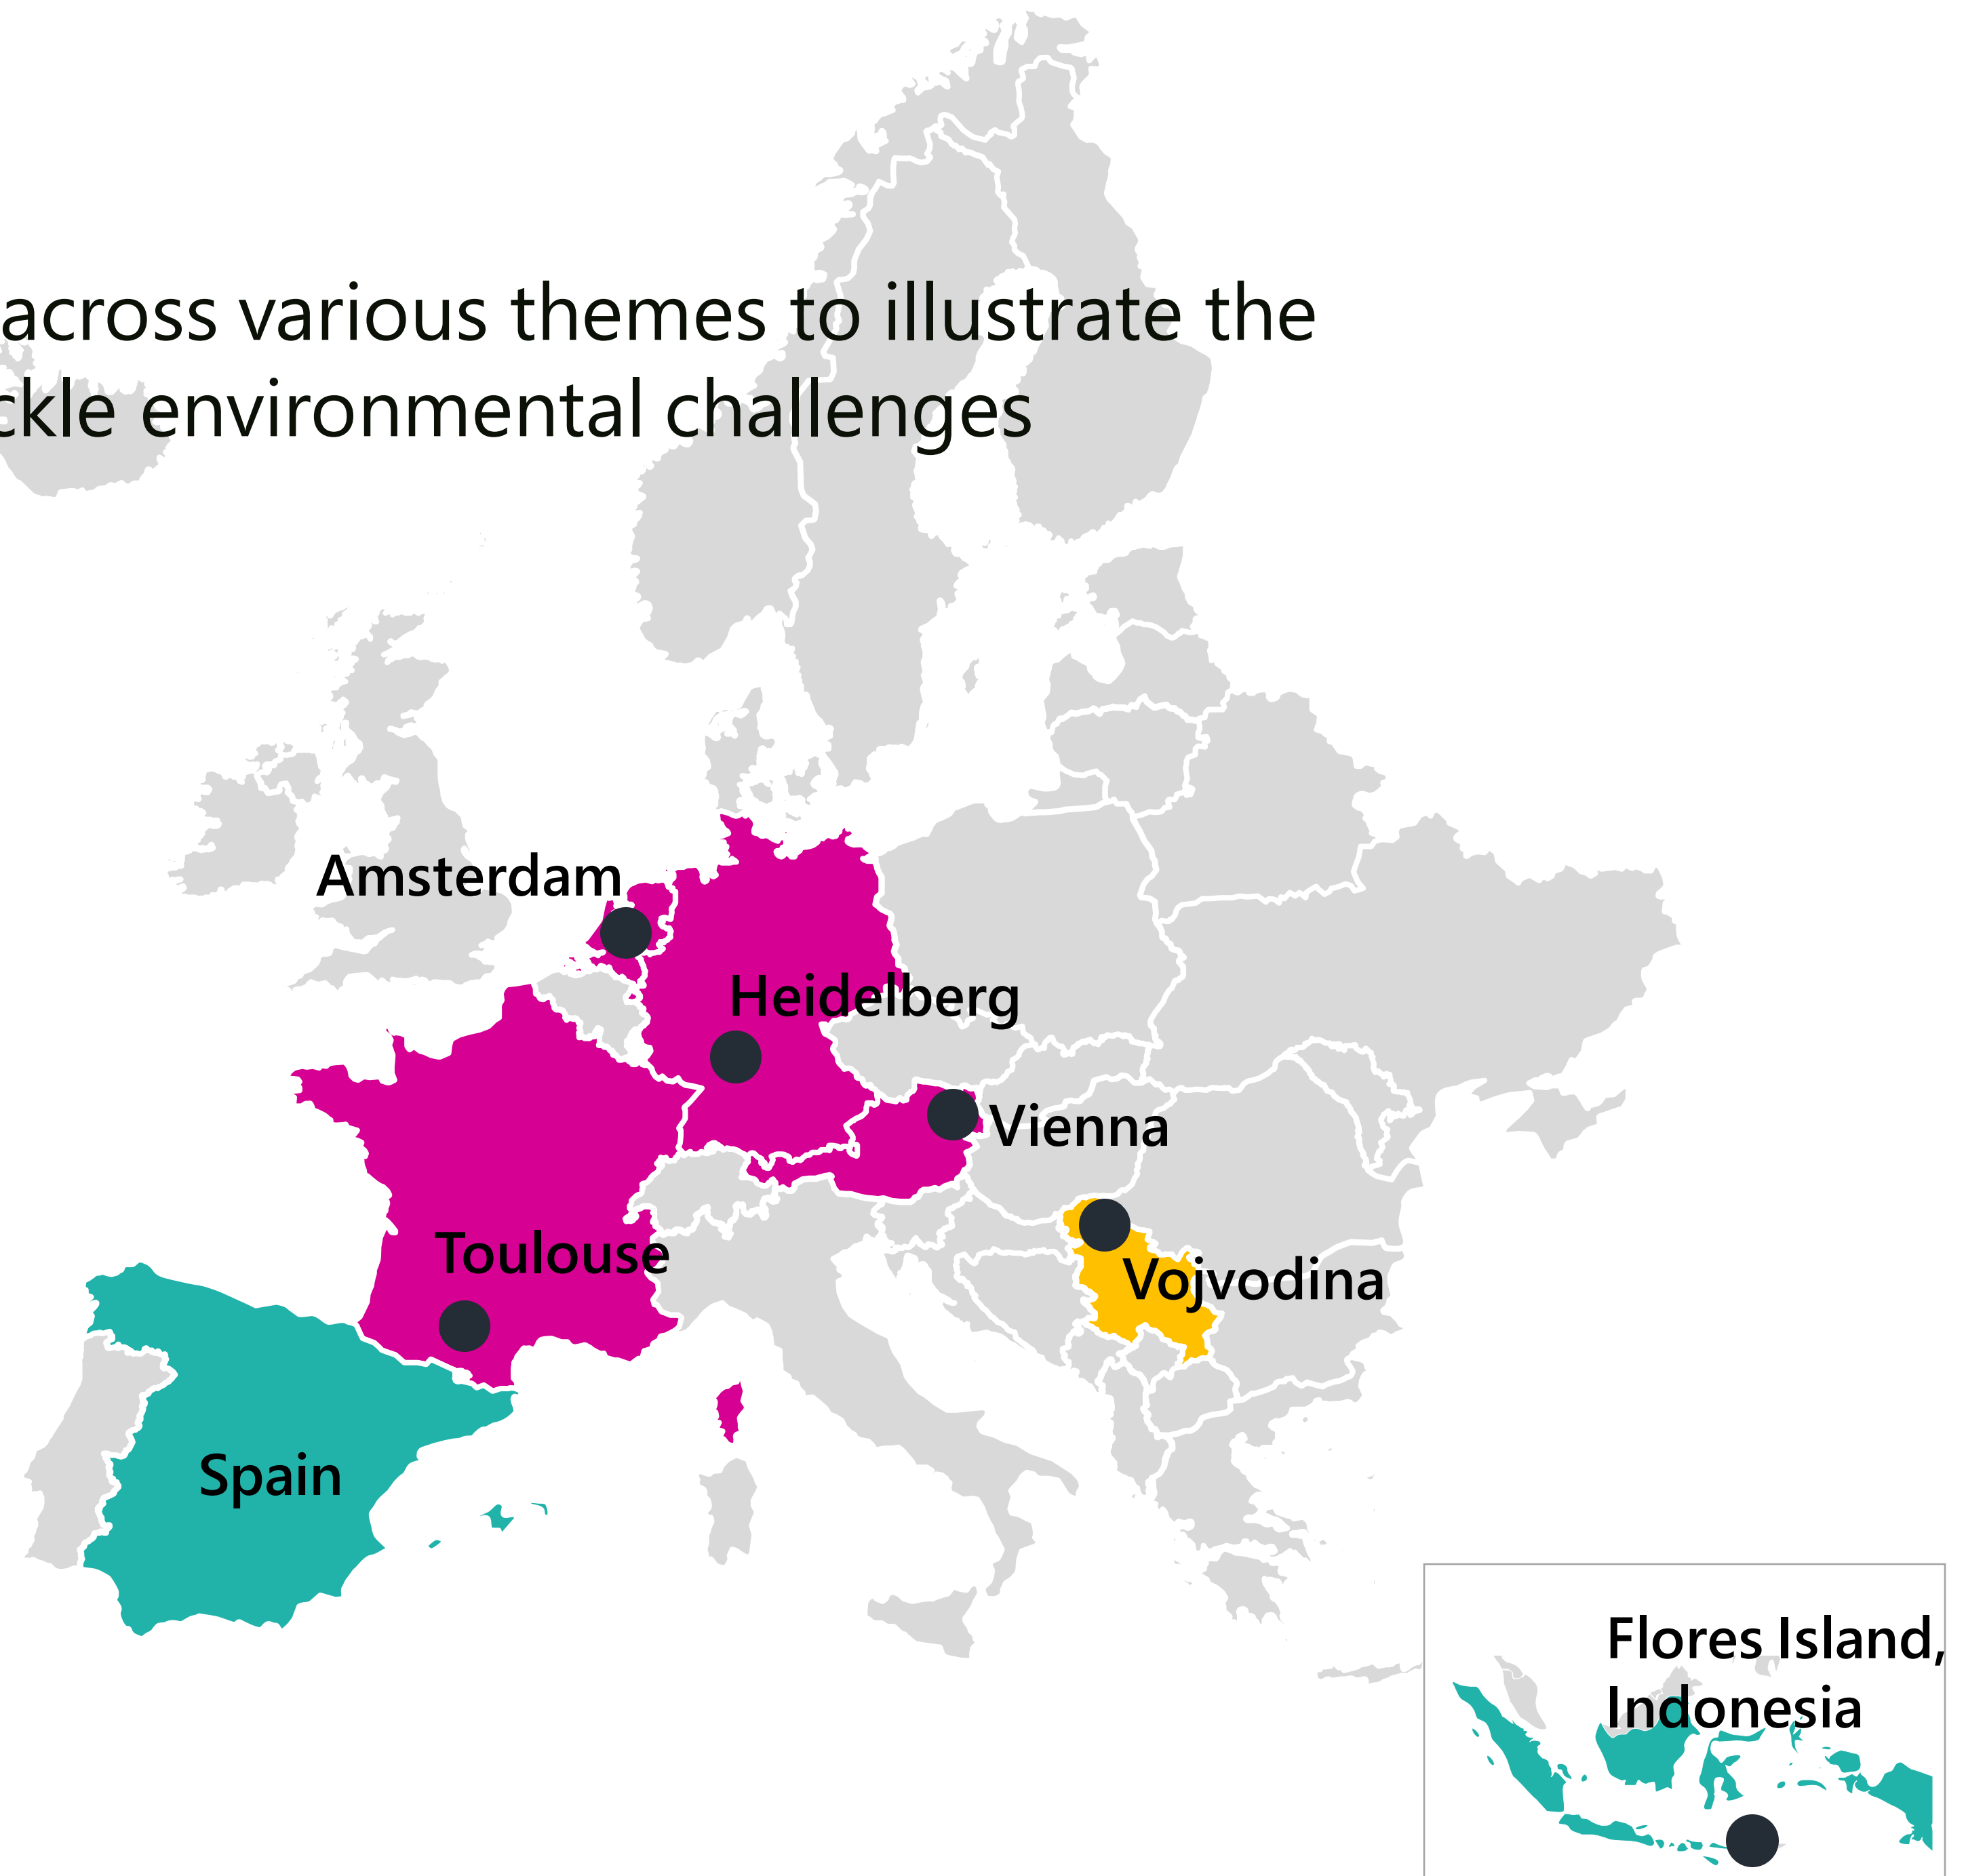 across various themes to illustrate the
ckle environmental challenges
Amsterdam
Heidelberg
Vienna
Toulouse
Vojvodina
Spain
Flores Island,
Indonesia